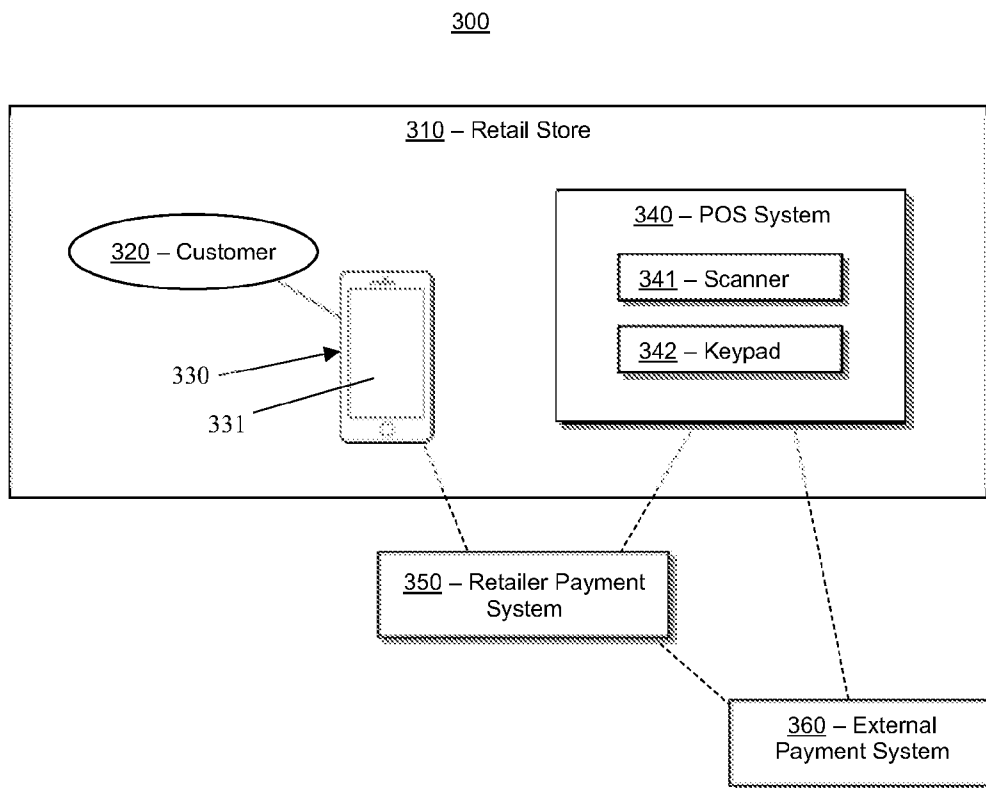 300
310 – Retail Store
340 – POS System
320 – Customer
341 – Scanner
342 – Keypad
330
331
350 – Retailer Payment
System
360 – External
Payment System